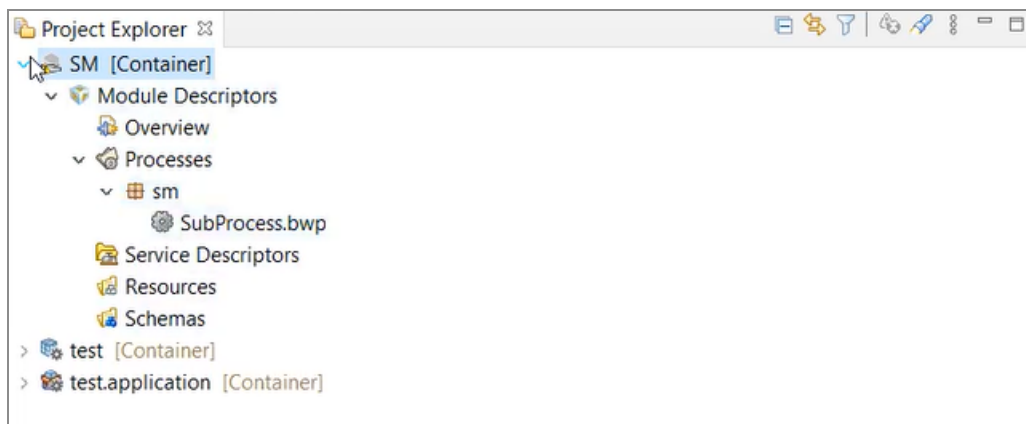 Project Explorer
SM [Container]
Module Descriptors
Overview
Processes
sm
SubProcess.bwp
Service Descriptors
Resources
Schemas
test [Container]
test.application [Container]